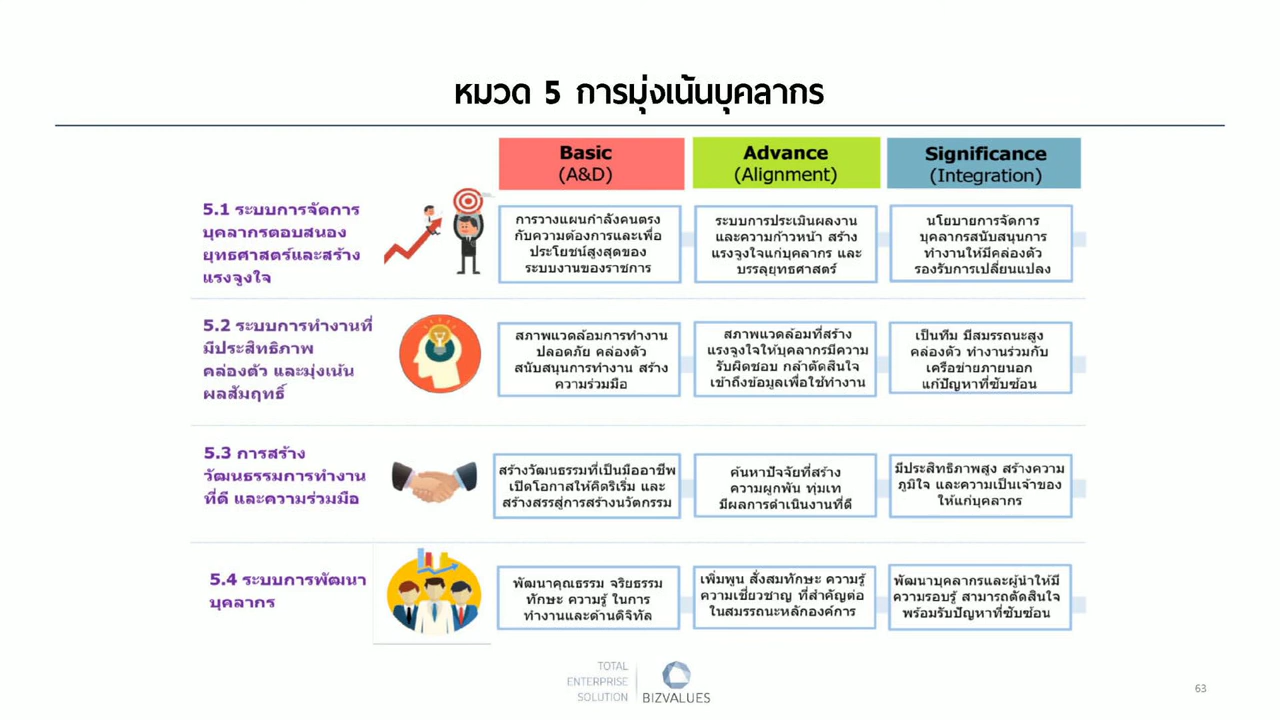 หมวด 5 การมุ่งเน้นบุคลากร
Basic
(A&D)
Advance
(Alignment)
Significance
(Integration)
5.1 ระบบการจัดการ
บุคลากรตอบสนอง
ยุทธศาสตร์และสร้าง
แรงจูงใจ
การวางแผนกำลังคนตรง
กับความต้องการและเพื่อ
ประโยชน์สูงสุดของ
ระบบงานของราชการ
ระบบการประเมินผลงาน
และความก้าวหน้า สร้าง
แรงจูงใจแก่บุคลากร และ
บรรลุยุทธศาสตร์
นโยบายการจัดการ
บุคลากรสนับสนุนการ
ทำงานให้มีคล่องตัว
รองรับการเปลี่ยนแปลง
5.2 ระบบการทำงานที่
มีประสิทธิภาพ
คล่องตัว และมุ่งเน้น
ผลสัมฤทธิ์
สภาพแวดล้อมการทำงาน
ปลอดภัย คล่องตัว
สนับสนุนการทำงาน สร้าง
ความร่วมมือ
สภาพแวดล้อมที่สร้าง
แรงจูงใจให้บุคลากรมีความ
รับผิดชอบ กล้าตัดสินใจ
เข้าถึงข้อมูลเพื่อใช้ทำงาน
เป็นทีม มีสมรรถนะสูง
คล่องตัว ทำงานร่วมกับ
เครือข่ายภายนอก
แก้ปัญหาที่ซับซ้อน
5.3 การสร้าง
วัฒนธรรมการทำงาน
ที่ดี และความร่วมมือ
สร้างวัฒนธรรมที่เป็นมืออาชีพ
เปิดโอกาสให้คิดริเริ่ม และ
สร้างสรรสู่การสร้างนวัตกรรม
ค้นหาปัจจัยที่สร้าง
ความผูกพัน ทุ่มเท
มีผลการดำเนินงานที่ดี
มีประสิทธิภาพสูง สร้างความ
ภูมิใจ และความเป็นเจ้าของ
ให้แก่บุคลากร
5.4 ระบบการพัฒนา
บุคลากร
พัฒนาคุณธรรม จริยธรรม
ทักษะ ความรู้ ในการ
ทำงานและด้านดิจิทัล
เพิ่มพูน สั่งสมทักษะ ความรู้
ความเชี่ยวชาญ ที่สำคัญต่อ
ในสมรรถนะหลักองค์การ
พัฒนาบุคลากรและผู้นำให้มี
ความรอบรู้ สามารถตัดสินใจ
พร้อมรับปัญหาที่ซับซ้อน
TOTAL
ENTERPRISE
SOLUTION
BIZVALUES
63